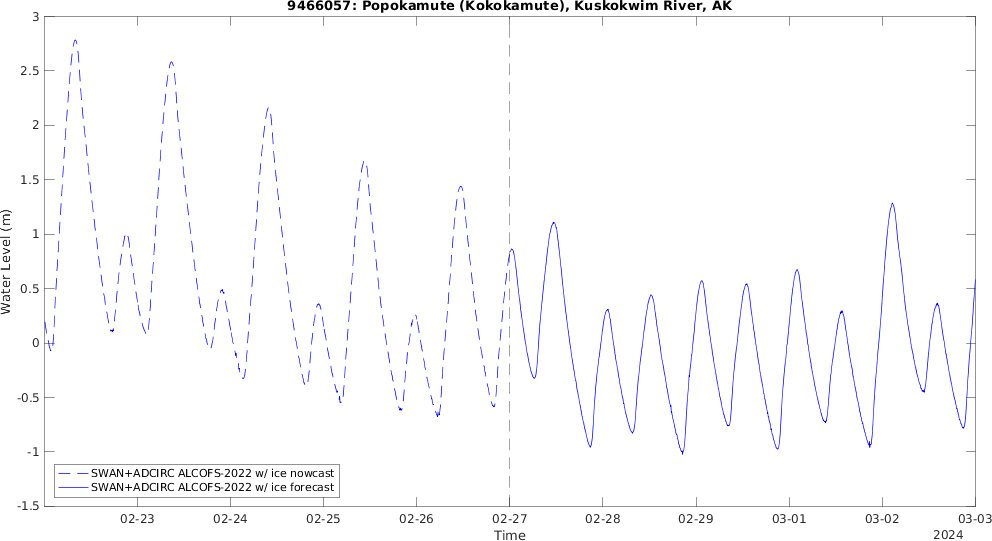 9466057: Popokamute (Kokokamute), Kuskokwim River, AK
3
2.5
2
1.5
1
0.5
0
-0.5
-1
-1.5
Water Level (m)
SWAN+ADCIRC ALCOFS-2022 w/ ice nowcast
SWAN+ADCIRC ALCOFS-2022 w/ ice forecast
02-23 02-24 02-25 02-26 02-27 02-28 02-29 03-01 03-02 03-03
Time
2024